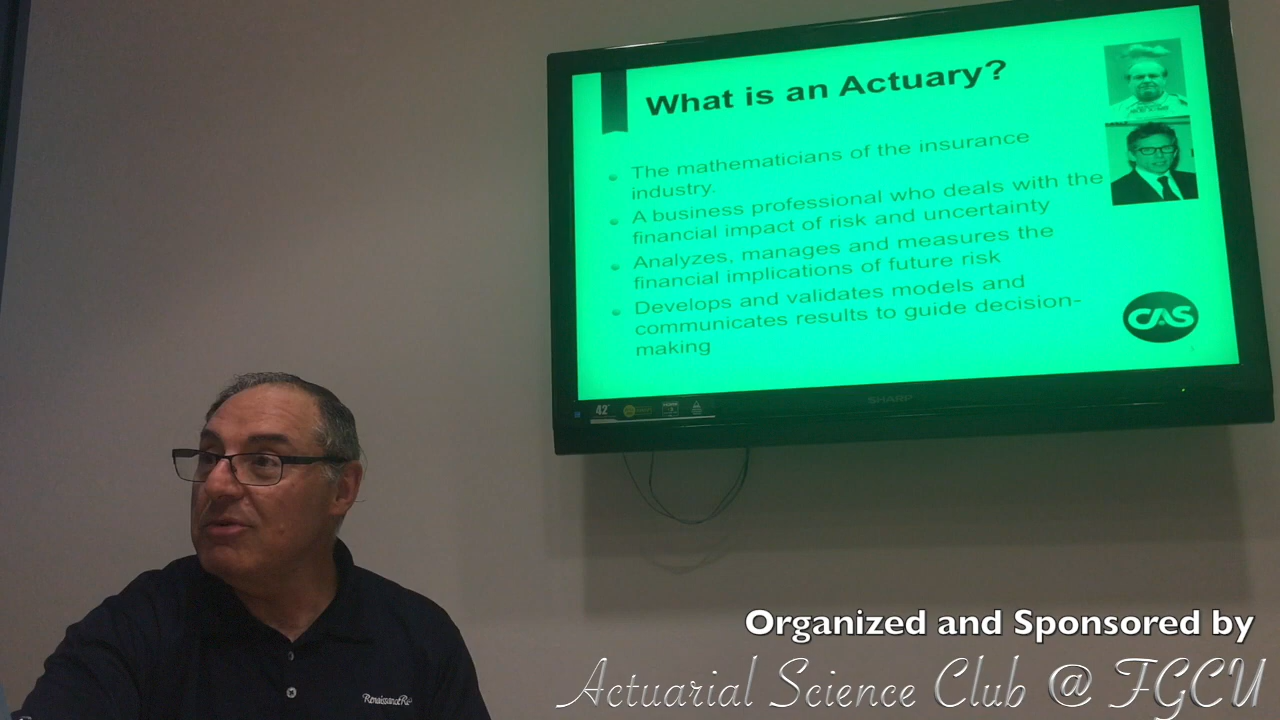 What is an Actuary?
The mathematicians of the insurance
industry.
A business professional who deals with the
financial impact of risk and uncertainty
Analyzes, manages and measures the
financial implications of future risk
Develops and validates models and
communicates results to guide decision-
making
CAS
SHARP
42"
Organized and Sponsored by
Actuarial Science Club @ FGCU